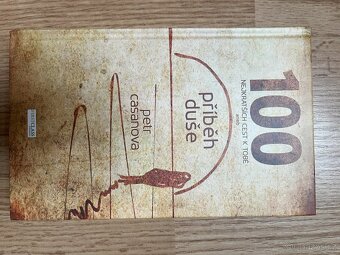 100
NEJKRATŠÍCH CEST K TOBĚ
aneb
příběh
duše
petr
casanova